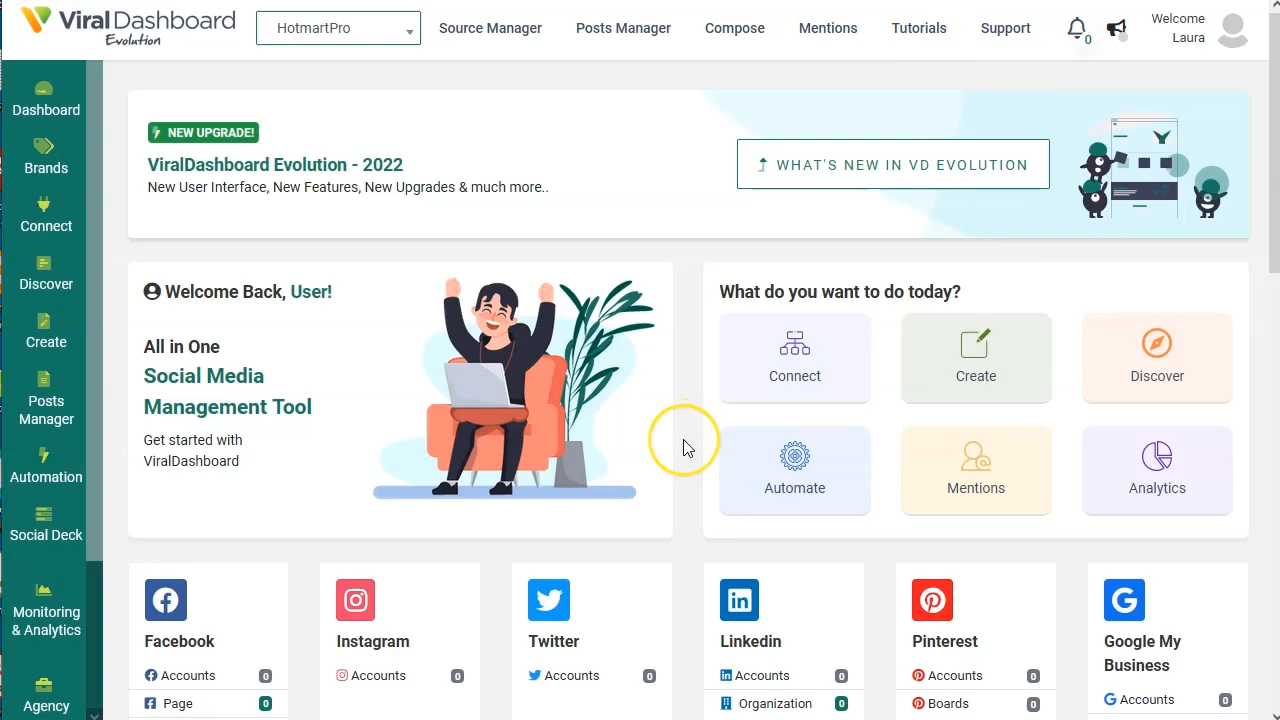 ViralDashboard
Evolution
HotmartPro
Source Manager
Posts Manager
Compose
Mentions
Tutorials
Support
0
Welcome
Laura
Dashboard
Brands
Connect
Discover
Create
Posts
Manager
Automation
Social Deck
Monitoring
& Analytics
Agency
NEW UPGRADE!
ViralDashboard Evolution - 2022
New User Interface, New Features, New Upgrades & much more..
WHAT'S NEW IN VD EVOLUTION
Welcome Back, User!
All in One
Social Media
Management Tool
Get started with
ViralDashboard
What do you want to do today?
Connect
Create
Discover
Automate
Mentions
Analytics
Facebook
Accounts 0
Page 0
Instagram
Accounts 0
Twitter
Accounts 0
Linkedin
Accounts 0
Organization 0
Pinterest
Accounts 0
Boards 0
Google My
Business
Accounts 0